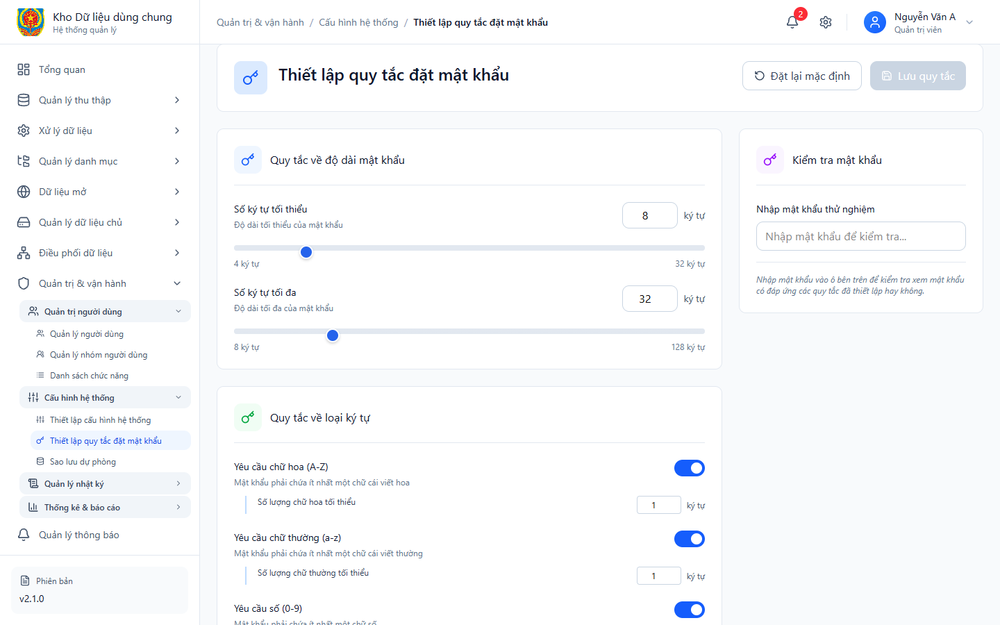 Kho Dữ liệu dùng chung
Hệ thống quản lý
Tổng quan
Quản lý thu thập
Xử lý dữ liệu
Quản lý danh mục
Dữ liệu mở
Quản lý dữ liệu chủ
Điều phối dữ liệu
Quản trị & vận hành
Quản trị người dùng
Quản lý người dùng
Quản lý nhóm người dùng
Danh sách chức năng
Cấu hình hệ thống
Thiết lập cấu hình hệ thống
Thiết lập quy tắc đặt mật khẩu
Sao lưu dự phòng
Quản lý nhật ký
Thống kê & báo cáo
Quản lý thông báo
Phiên bản
v2.1.0
Quản trị & vận hành / Cấu hình hệ thống / Thiết lập quy tắc đặt mật khẩu
2
Nguyễn Văn A
Quản trị viên
Thiết lập quy tắc đặt mật khẩu
Đặt lại mặc định
Lưu quy tắc
Quy tắc về độ dài mật khẩu
Số ký tự tối thiểu
Độ dài tối thiểu của mật khẩu
8 ký tự
4 ký tự
32 ký tự
Số ký tự tối đa
Độ dài tối đa của mật khẩu
32 ký tự
8 ký tự
128 ký tự
Quy tắc về loại ký tự
Yêu cầu chữ hoa (A-Z)
Mật khẩu phải chứa ít nhất một chữ cái viết hoa
Số lượng chữ hoa tối thiểu
1 ký tự
Yêu cầu chữ thường (a-z)
Mật khẩu phải chứa ít nhất một chữ cái viết thường
Số lượng chữ thường tối thiểu
1 ký tự
Yêu cầu số (0-9)
Mật khẩu phải chứa ít nhất một chữ số
Kiểm tra mật khẩu
Nhập mật khẩu thử nghiệm
Nhập mật khẩu để kiểm tra...
Nhập mật khẩu vào ô bên trên để kiểm tra xem mật khẩu
có đáp ứng các quy tắc đã thiết lập hay không.